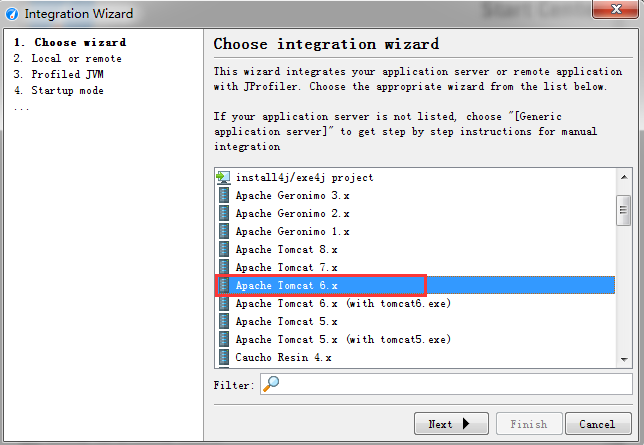 Integration Wizard
Start Cent
1. Choose wizard
2. Local or remote
3. Profiled JVM
4. Startup mode
...
Choose integration wizard
This wizard integrates your application server or remote application
with JProfiler. Choose the appropriate wizard from the list below.
If your application server is not listed, choose "[Generic
application server]" to get step by step instructions for manual
integration
install4j/exe4j project
Apache Geronimo 3.x
Apache Geronimo 2.x
Apache Geronimo 1.x
Apache Tomcat 8.x
Apache Tomcat 7.x
Apache Tomcat 6.x
Apache Tomcat 6.x (with tomcat6.exe)
Apache Tomcat 5.x
Apache Tomcat 5.x (with tomcat5.exe)
Caucho Resin 4.x
Filter:
Next
Finish
Cancel